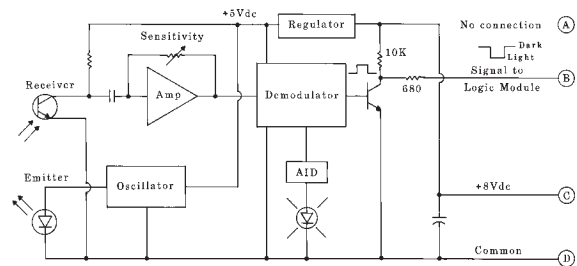 +5Vdc
Regulator
No connection
A
Sensitivity
10K
Dark
Light
Receiver
Signal to
B
Logic Module
680
Amp
Demodulator
Emitter
AID
Oscillator
+8Vdc
C
Common
D